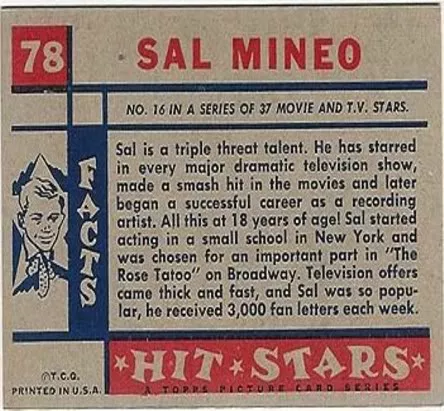 78 SAL MINEO
NO. 16 IN A SERIES OF 37 MOVIE AND T.V. STARS.
FACTS
Sal is a triple threat talent. He has starred
in every major dramatic television show,
made a smash hit in the movies and later
began a successful career as a recording
artist. All this at 18 years of age! Sal started
acting in a small school in New York and
was chosen for an important part in "The
Rose Tatoo" on Broadway. Television offers
came thick and fast, and Sal was so popu-
lar, he received 3,000 fan letters each week.
★HIT★STARS★
A TOPPS PICTURE CARD SERIES
©T.C.G.
PRINTED IN U.S.A.